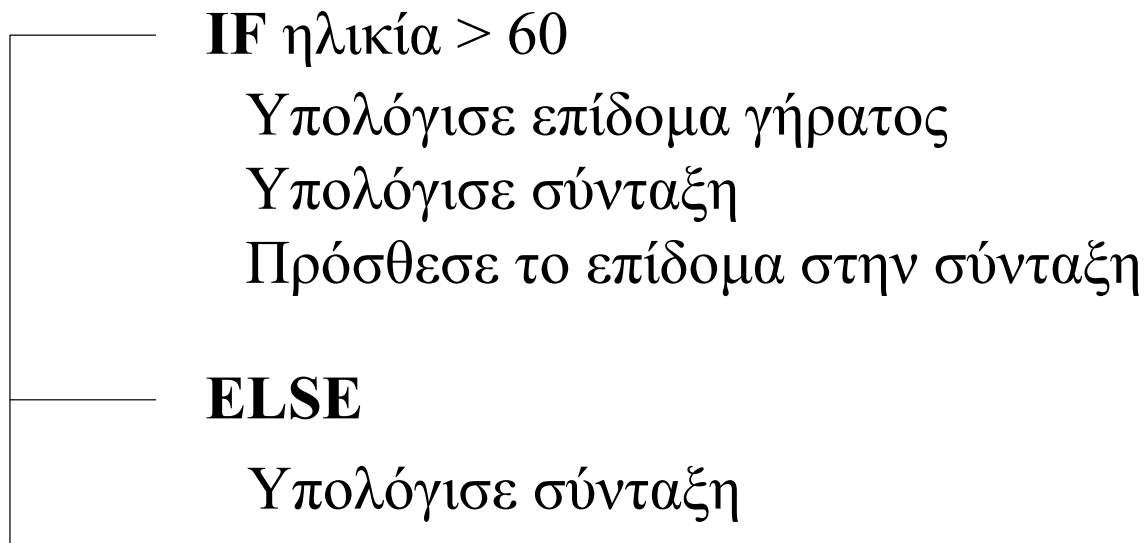 IF ηλικία > 60
Υπολόγισε επίδομα γήρατος
Υπολόγισε σύνταξη
Πρόσθεσε το επίδομα στην σύνταξη
ELSE
Υπολόγισε σύνταξη